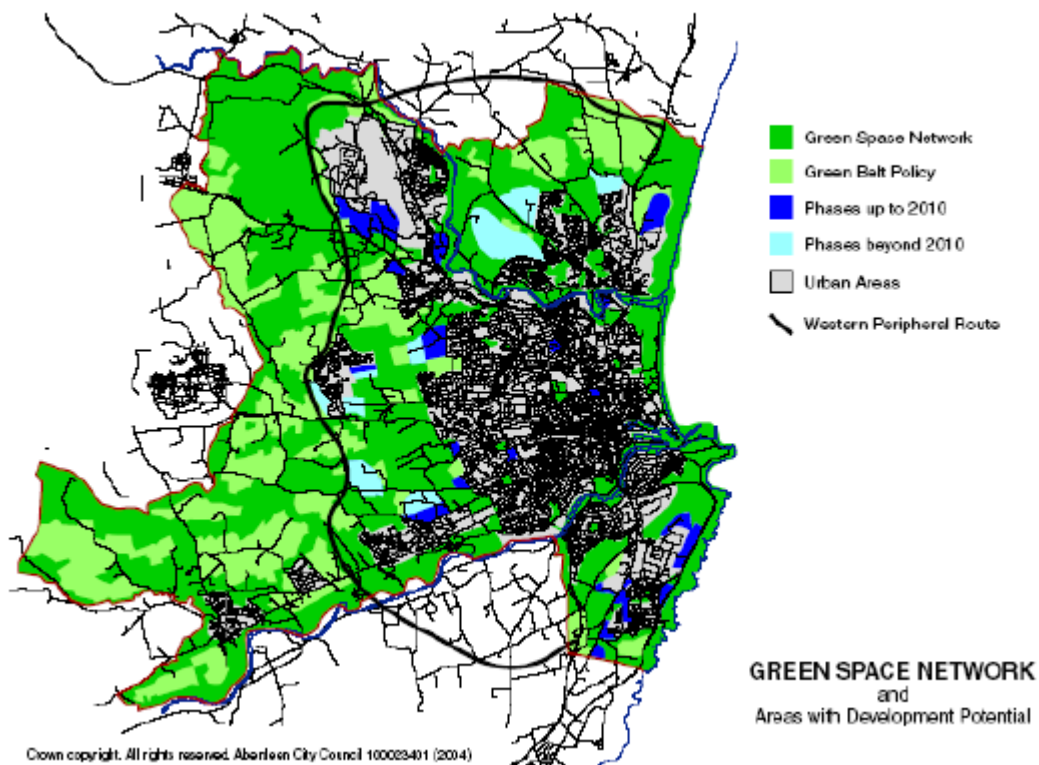 Green Space Network
Green Belt Policy
Phases up to 2010
Phases beyond 2010
Urban Areas
Western Peripheral Route
GREEN SPACE NETWORK
and
Areas with Development Potential
Crown copyright. All rights reserved. Aberdeen City Council 100023401 (2004)